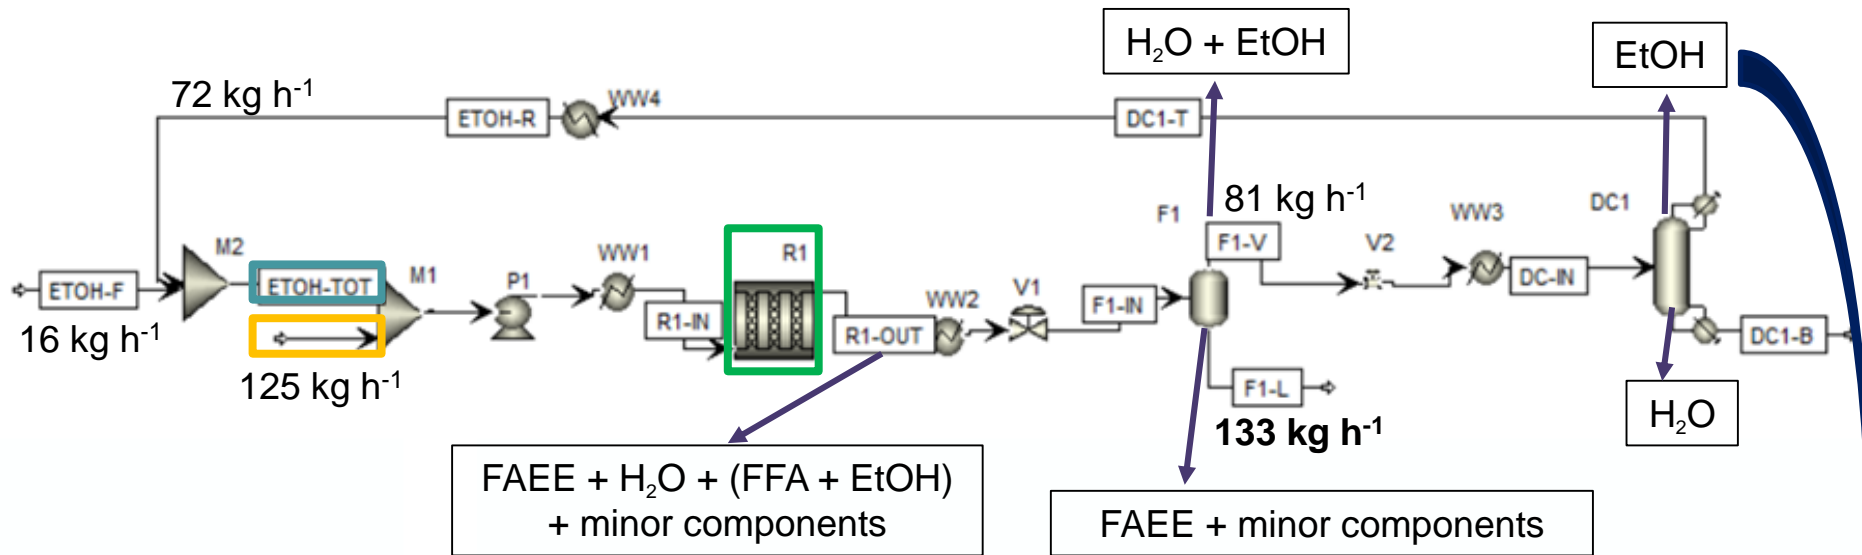 H₂O + EtOH
EtOH
72 kg h⁻¹
ETOH-R
WW4
DC1-T
81 kg h⁻¹
F1
F1-V
V2
WW3
DC-IN
DC1
M2
ETOH-F
16 kg h⁻¹
ETOH-TOT
M1
125 kg h⁻¹
P1
WW1
R1-IN
R1
R1-OUT
WW2
V1
F1-IN
F1-L
133 kg h⁻¹
DC1-B
H₂O
FAEE + H₂O + (FFA + EtOH)
+ minor components
FAEE + minor components